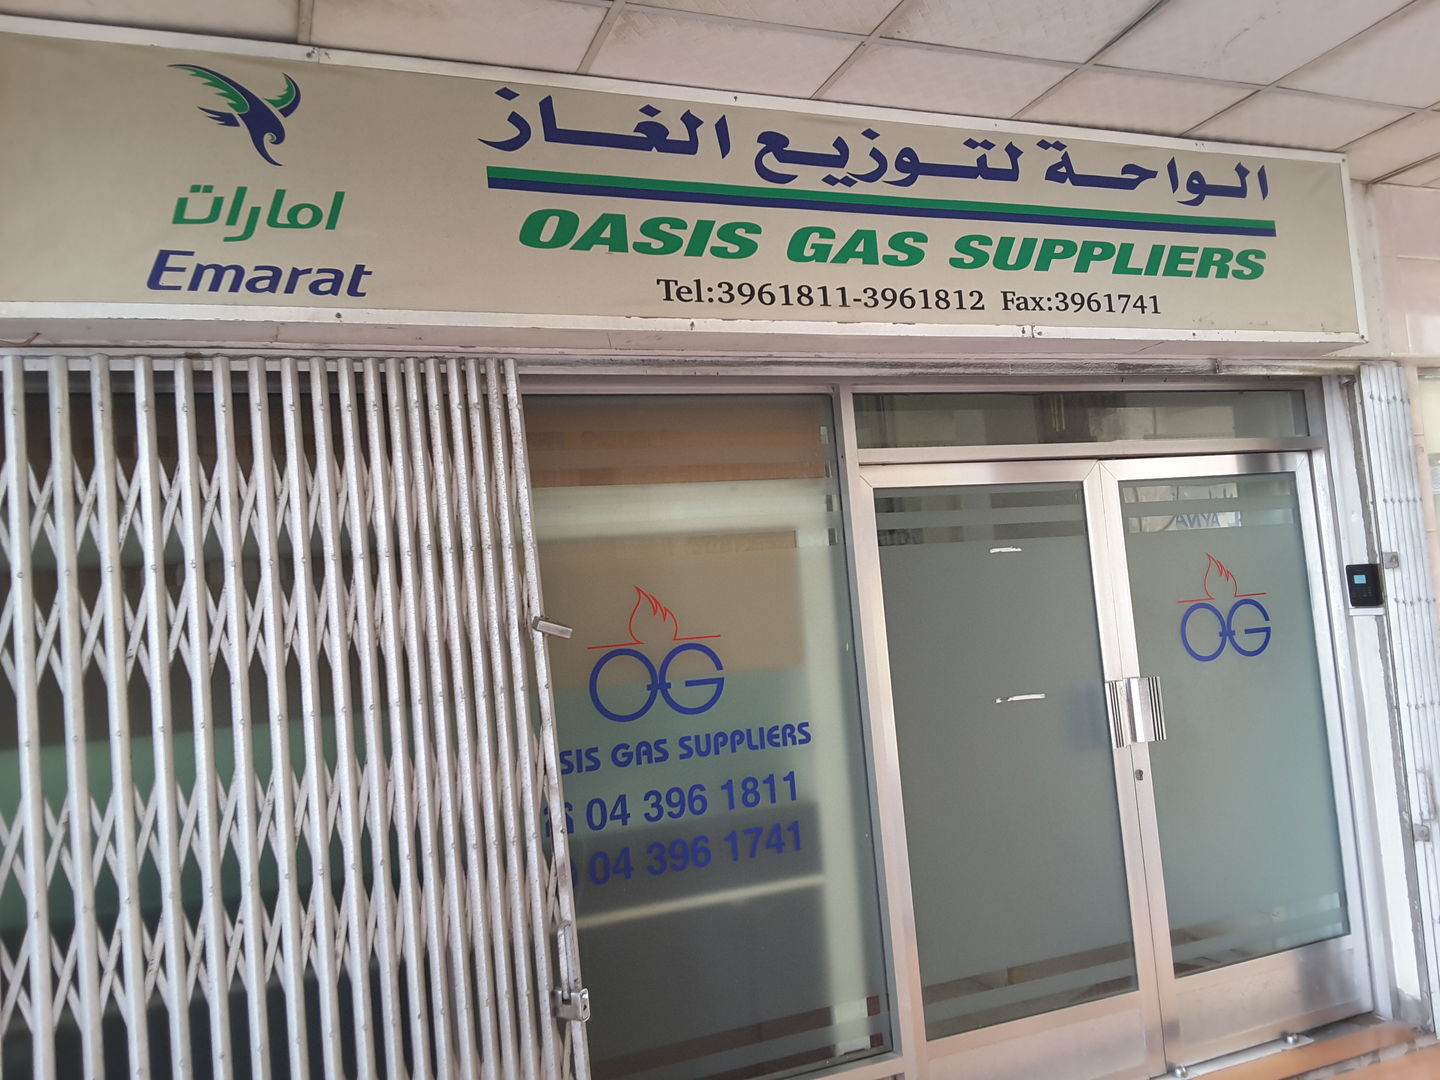 امارات
Emarat
الواحة لتوزيع الغاز
OASIS GAS SUPPLIERS
Tel:3961811-3961812 Fax:3961741
OG
SIS GAS SUPPLIERS
04 396 1811
04 396 1741
OG